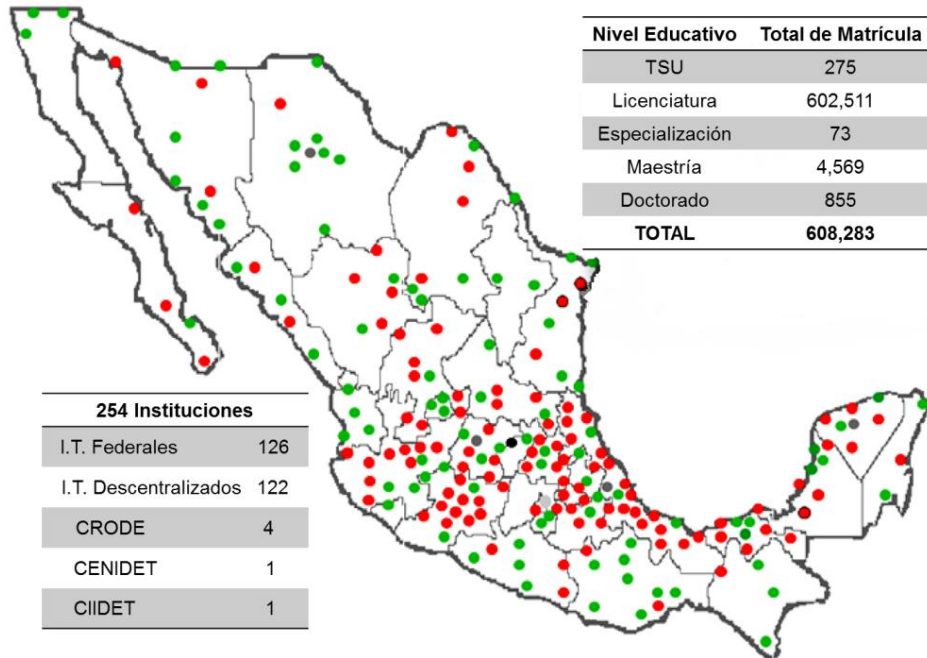 Nivel Educativo Total de Matrícula
TSU 275
Licenciatura 602,511
Especialización 73
Maestría 4,569
Doctorado 855
TOTAL 608,283
254 Instituciones
I.T. Federales 126
I.T. Descentralizados 122
CRODE 4
CENIDET 1
CIIDET 1